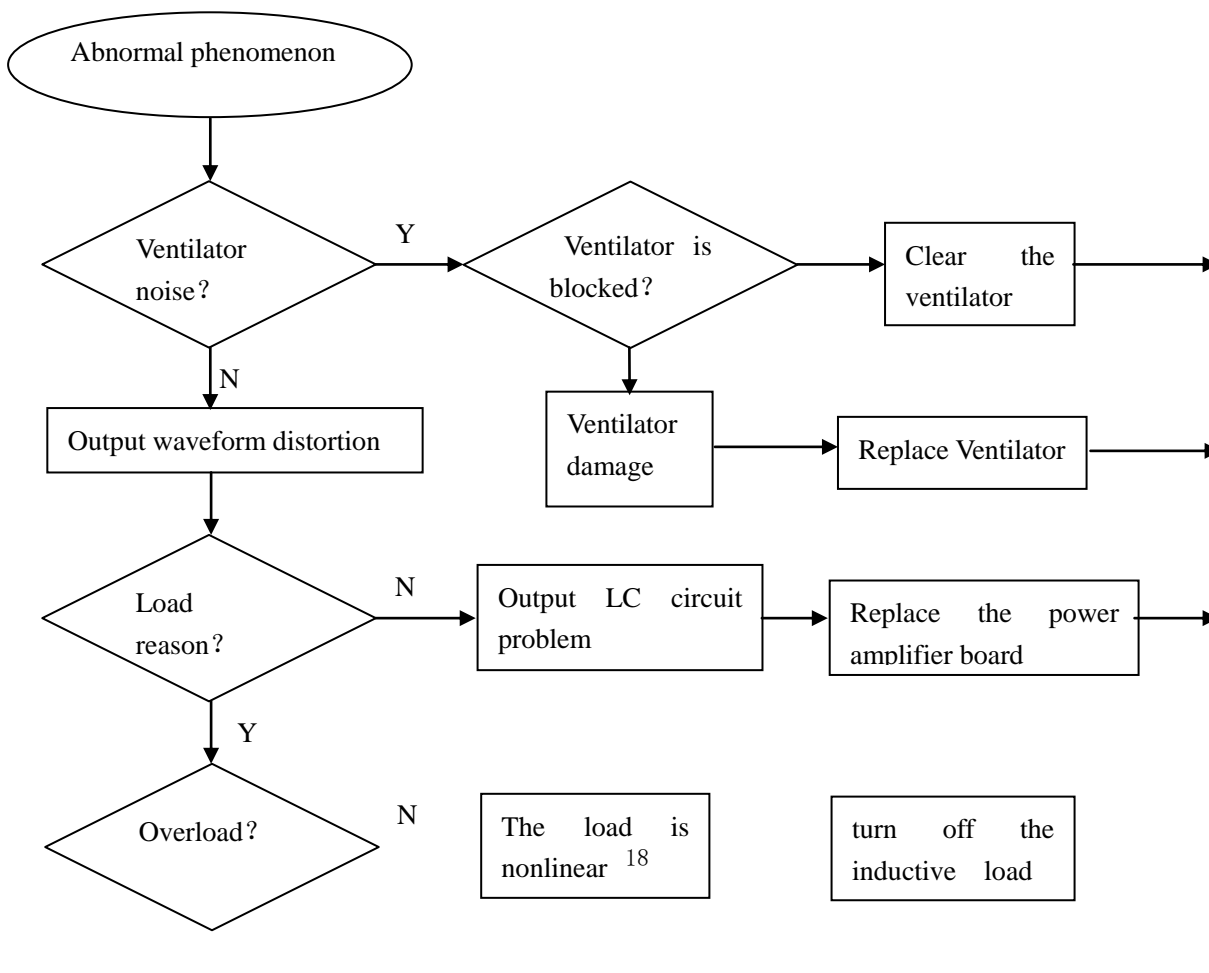 Abnormal phenomenon
Ventilator
noise？
Y
Ventilator is
blocked？
Clear the
ventilator
N
Output waveform distortion
Ventilator
damage
Replace Ventilator
Load
reason？
N
Output LC circuit
problem
Replace the power
amplifier board
Y
Overload？
N
The load is
nonlinear 18
turn off the
inductive load